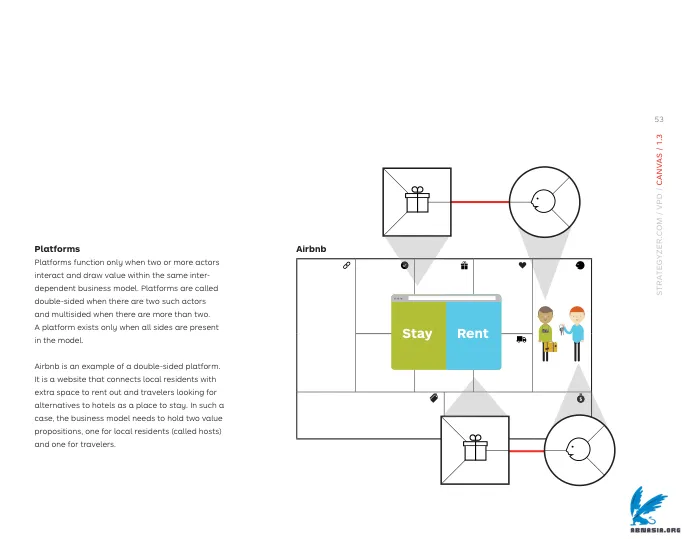 53
STRATEGYZER.COM / VPD / CANVAS / 1.3
Platforms
Platforms function only when two or more actors
interact and draw value within the same inter-
dependent business model. Platforms are called
double-sided when there are two such actors
and multisided when there are more than two.
A platform exists only when all sides are present
in the model.
Airbnb is an example of a double-sided platform.
It is a website that connects local residents with
extra space to rent out and travelers looking for
alternatives to hotels as a place to stay. In such a
case, the business model needs to hold two value
propositions, one for local residents (called hosts)
and one for travelers.
Airbnb
Stay
Rent
ABNASIA.ORG